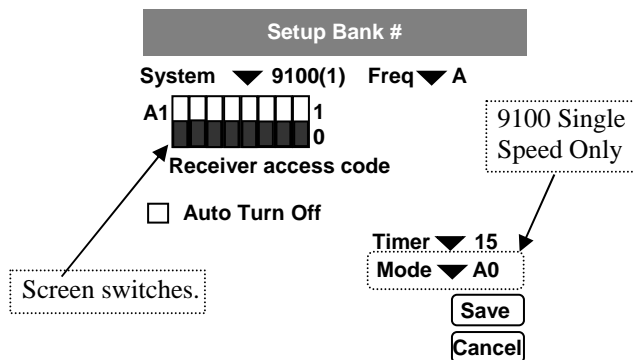 Setup Bank #
System 9100(1) Freq A
A1 1
0
Receiver access code
9100 Single
Speed Only
Auto Turn Off
Timer 15
Mode A0
Screen switches.
Save
Cancel